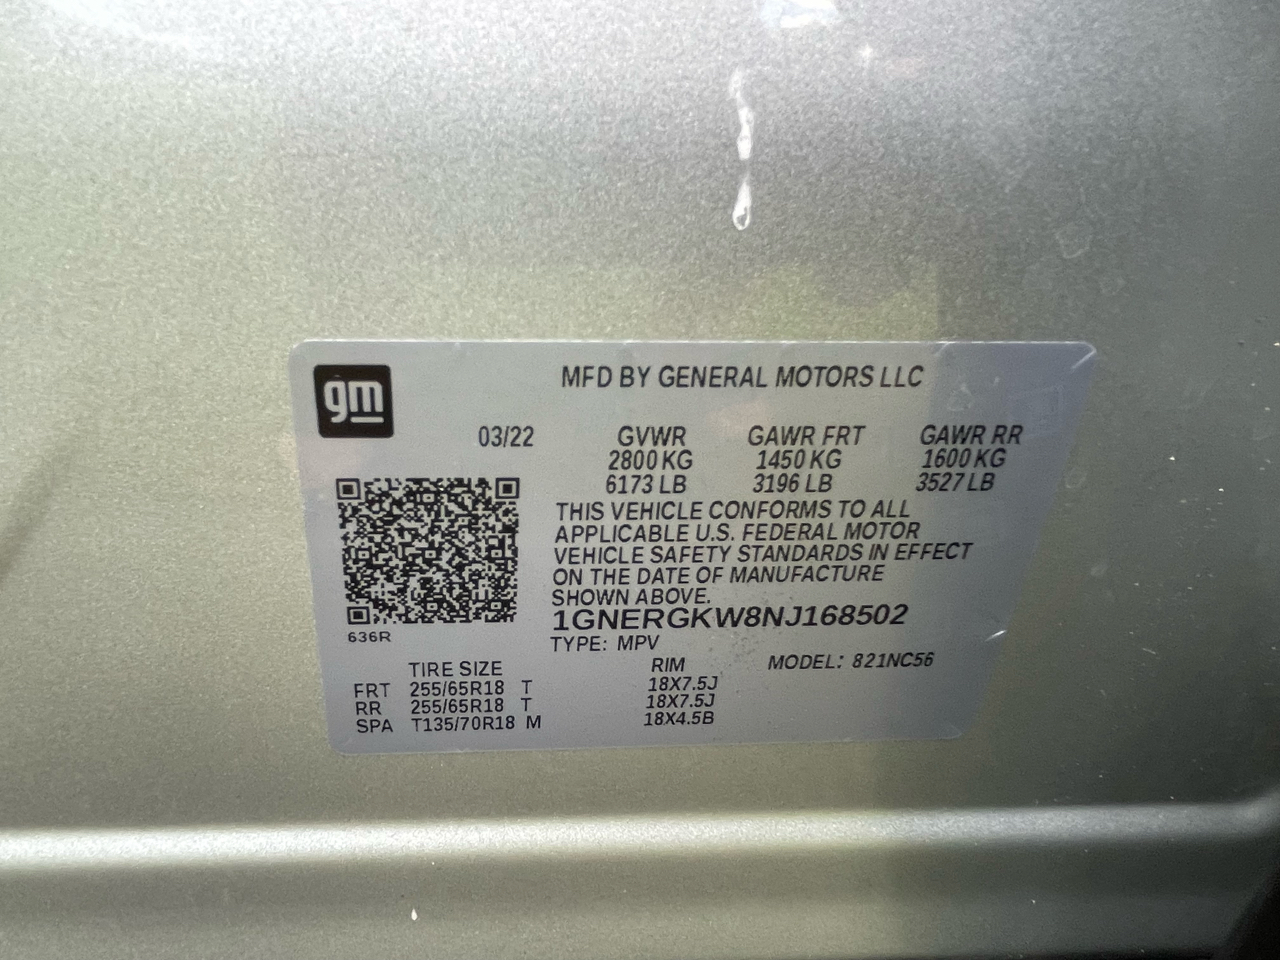 gm
MFD BY GENERAL MOTORS LLC
03/22 GVWR GAWR FRT GAWR RR
2800 KG 1450 KG 1600 KG
6173 LB 3196 LB 3527 LB
THIS VEHICLE CONFORMS TO ALL
APPLICABLE U.S. FEDERAL MOTOR
VEHICLE SAFETY STANDARDS IN EFFECT
ON THE DATE OF MANUFACTURE
SHOWN ABOVE.
1GNERGKW8NJ168502
636R
TYPE: MPV MODEL: 821NC56
TIRE SIZE RIM
FRT 255/65R18 T 18X7.5J
RR 255/65R18 T 18X7.5J
SPA T135/70R18 M 18X4.5B